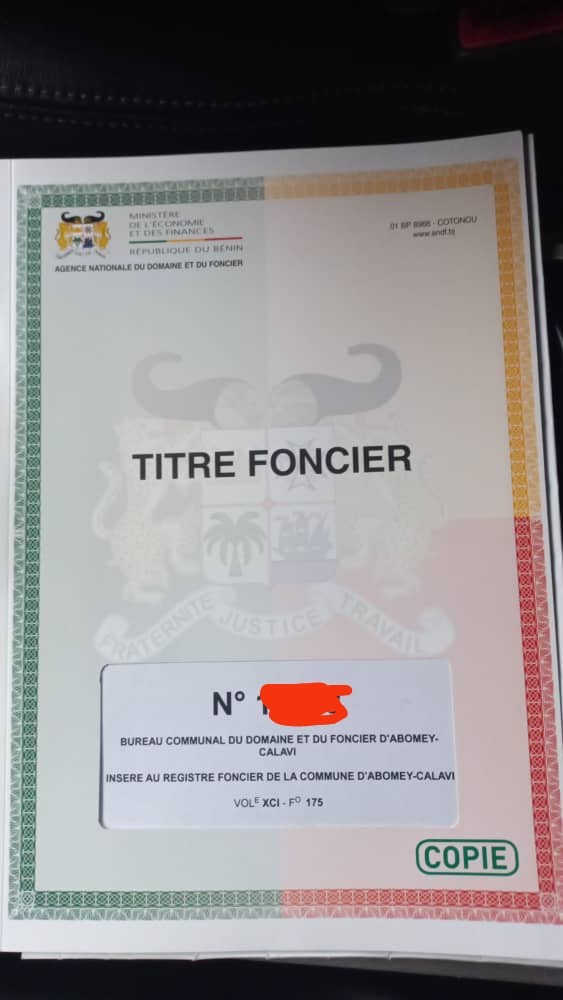 MINISTÈRE
DE L'ÉCONOMIE
ET DES FINANCES
RÉPUBLIQUE DU BÉNIN
AGENCE NATIONALE DU DOMAINE ET DU FONCIER
01 BP 8966 - COTONOU
www.andf.bj
TITRE FONCIER
FRATERNITE JUSTICE TRAVAIL
N° 1
BUREAU COMMUNAL DU DOMAINE ET DU FONCIER D'ABOMEY-
CALAVI
INSERE AU REGISTRE FONCIER DE LA COMMUNE D'ABOMEY-CALAVI
VOLE XCI - FO 175
COPIE